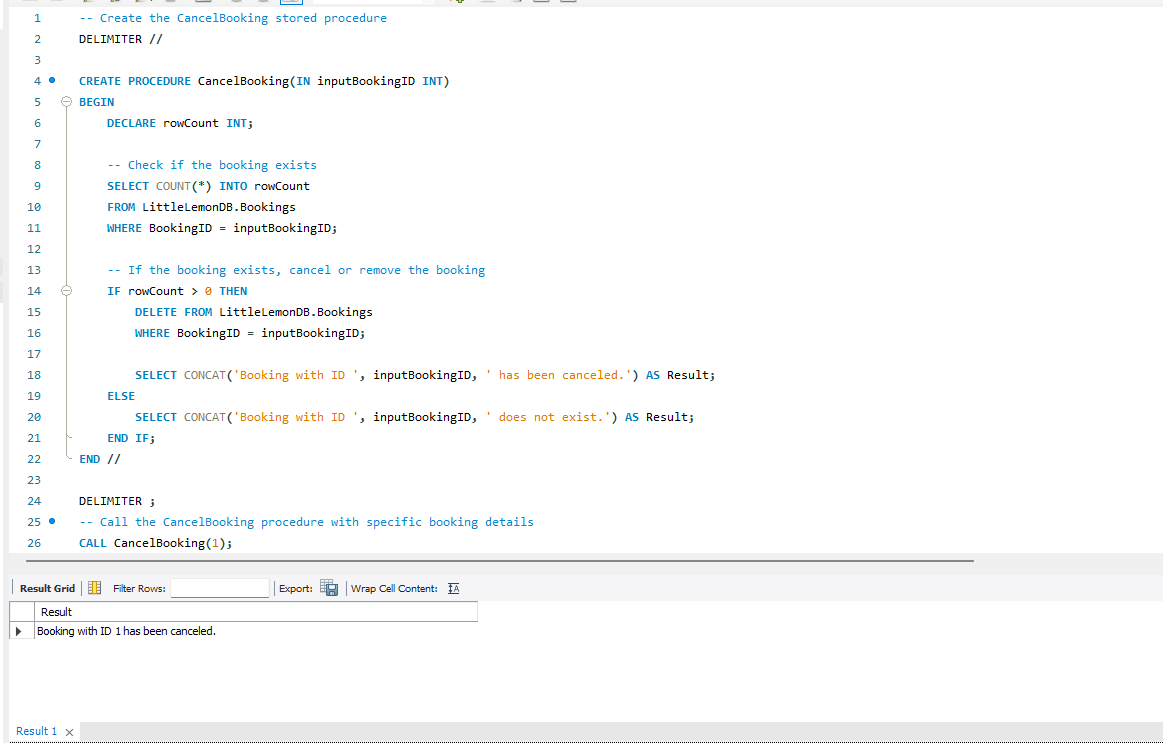 1 -- Create the CancelBooking stored procedure
2 DELIMITER //
3
4 CREATE PROCEDURE CancelBooking(IN inputBookingID INT)
5 BEGIN
6 DECLARE rowCount INT;
7
8 -- Check if the booking exists
9 SELECT COUNT(*) INTO rowCount
10 FROM LittleLemonDB.Bookings
11 WHERE BookingID = inputBookingID;
12
13 -- If the booking exists, cancel or remove the booking
14 IF rowCount > 0 THEN
15 DELETE FROM LittleLemonDB.Bookings
16 WHERE BookingID = inputBookingID;
17
18 SELECT CONCAT('Booking with ID ', inputBookingID, ' has been canceled.') AS Result;
19 ELSE
20 SELECT CONCAT('Booking with ID ', inputBookingID, ' does not exist.') AS Result;
21 END IF;
22 END //
23
24 DELIMITER ;
25 -- Call the CancelBooking procedure with specific booking details
26 CALL CancelBooking(1);
Result Grid Filter Rows: Export: Wrap Cell Content:
Result
Booking with ID 1 has been canceled.
Result 1